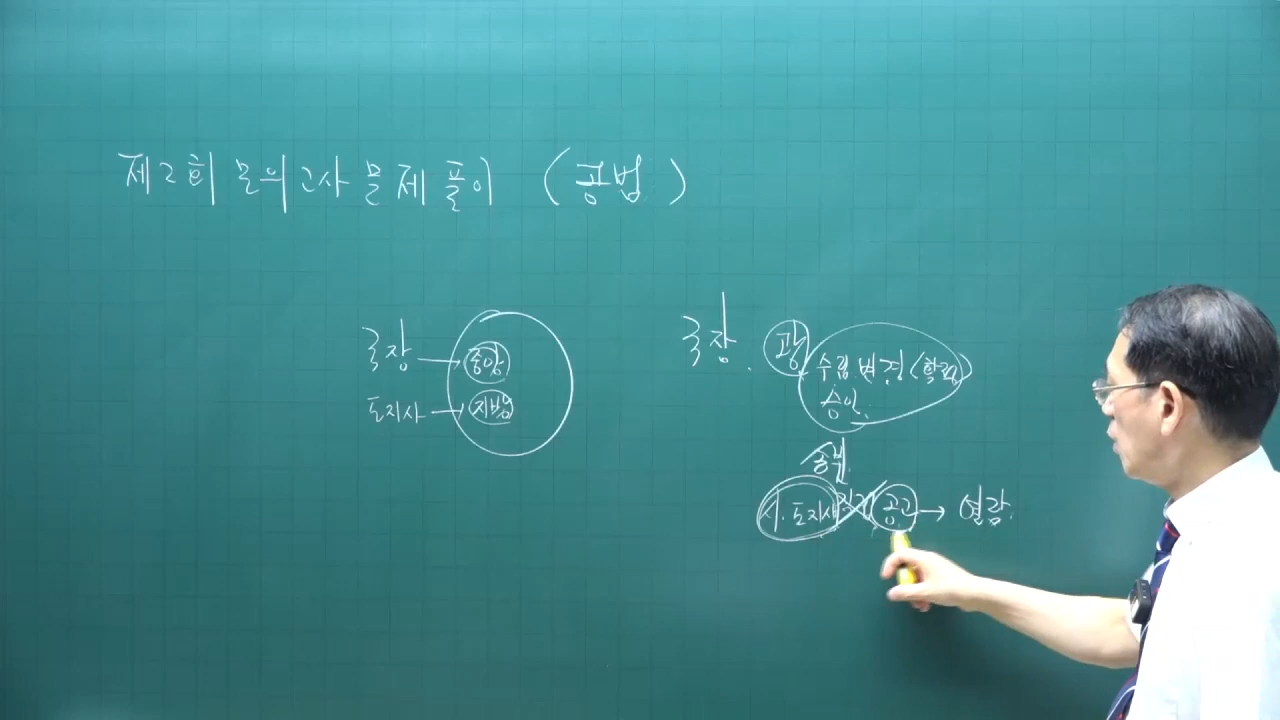 제2회 모의고사 문제풀이 (공법)
국장 → 중앙
도지사 → 지방
국장. 광
수립 변경 (확정)
승인.
송부.
시.도지사 공고 → 열람.